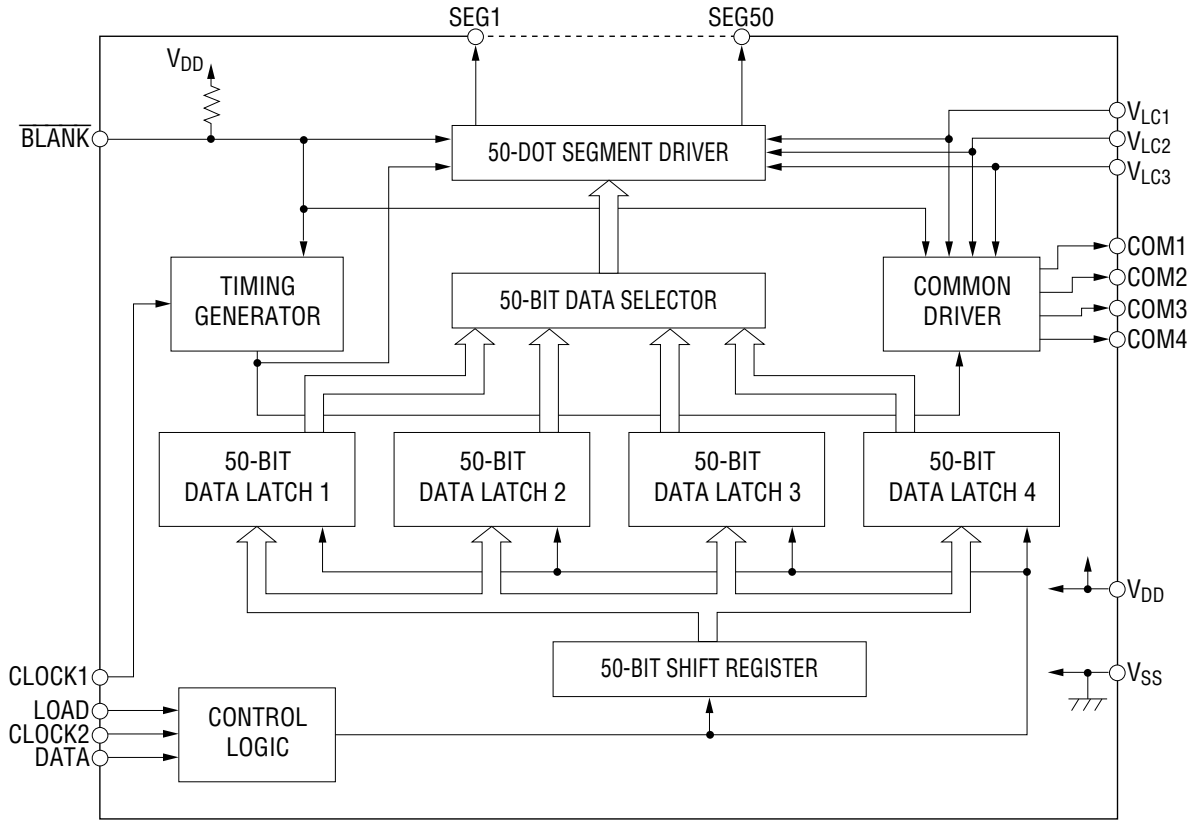 SEG1 SEG50
VDD
BLANK
VLC1
VLC2
VLC3
50-DOT SEGMENT DRIVER
COM1
COM2
COM3
COM4
TIMING
GENERATOR
50-BIT DATA SELECTOR
COMMON
DRIVER
50-BIT
DATA LATCH 1
50-BIT
DATA LATCH 2
50-BIT
DATA LATCH 3
50-BIT
DATA LATCH 4
VDD
50-BIT SHIFT REGISTER
VSS
CLOCK1
LOAD
CLOCK2
DATA
CONTROL
LOGIC